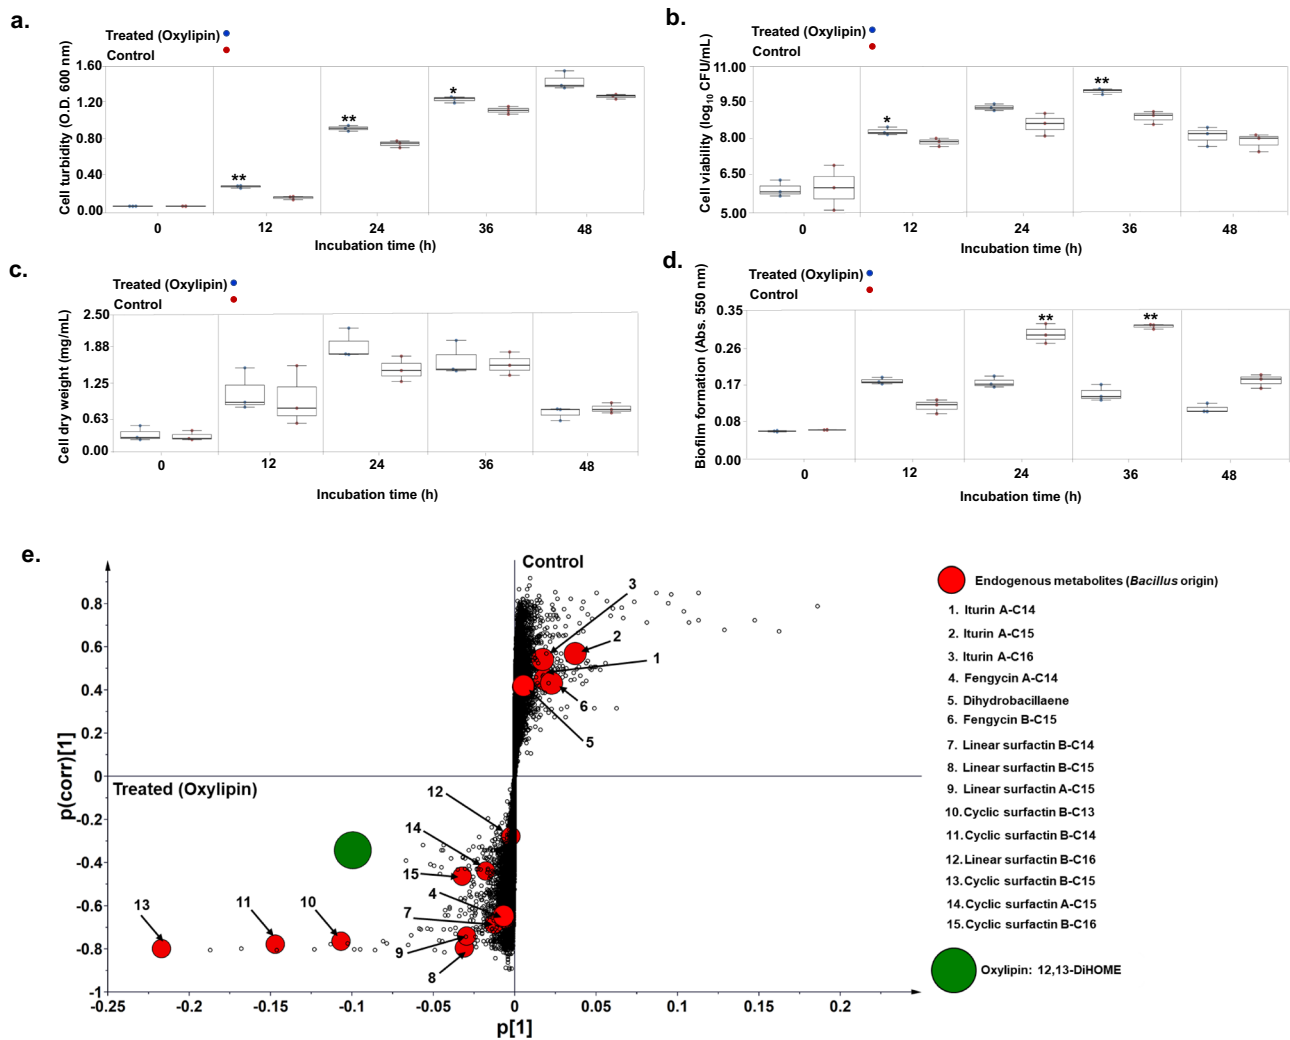 a.
Treated (Oxylipin)
Control
Cell turbidity (O.D. 600 nm)
1.60
1.20
0.80
0.40
0.00
**
**
*
0 12 24 36 48
Incubation time (h)
b.
Treated (Oxylipin)
Control
Cell viability (log10 CFU/mL)
11.00
9.50
8.00
6.50
5.00
*
**
0 12 24 36 48
Incubation time (h)
c.
Treated (Oxylipin)
Control
Cell dry weight (mg/mL)
2.50
1.88
1.25
0.63
0.00
0 12 24 36 48
Incubation time (h)
d.
Treated (Oxylipin)
Control
Biofilm formation (Abs. 550 nm)
0.35
0.26
0.17
0.08
0.00
**
**
0 12 24 36 48
Incubation time (h)
e.
Control
Treated (Oxylipin)
p(corr)[1]
0.8
0.6
0.4
0.2
0
-0.2
-0.4
-0.6
-0.8
-1
3
2
1
6
5
12
14
15
4
13
11
10
7
9
8
-0.25 -0.2 -0.15 -0.1 -0.05 0 0.05 0.1 0.15 0.2
p[1]
Endogenous metabolites (Bacillus origin)
1. Iturin A-C14
2. Iturin A-C15
3. Iturin A-C16
4. Fengycin A-C14
5. Dihydrobacillaene
6. Fengycin B-C15
7. Linear surfactin B-C14
8. Linear surfactin B-C15
9. Linear surfactin A-C15
10. Cyclic surfactin B-C13
11. Cyclic surfactin B-C14
12. Linear surfactin B-C16
13. Cyclic surfactin B-C15
14. Cyclic surfactin A-C15
15. Cyclic surfactin B-C16
Oxylipin: 12,13-DiHOME